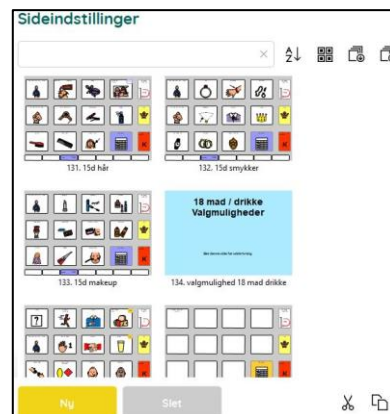 Sideindstillinger
131. 15d hår
132. 15d smykker
18 mad / drikke
Valgmuligheder
133. 15d makeup
134. valgmulighed 18 mad drikke
Ny
Slet